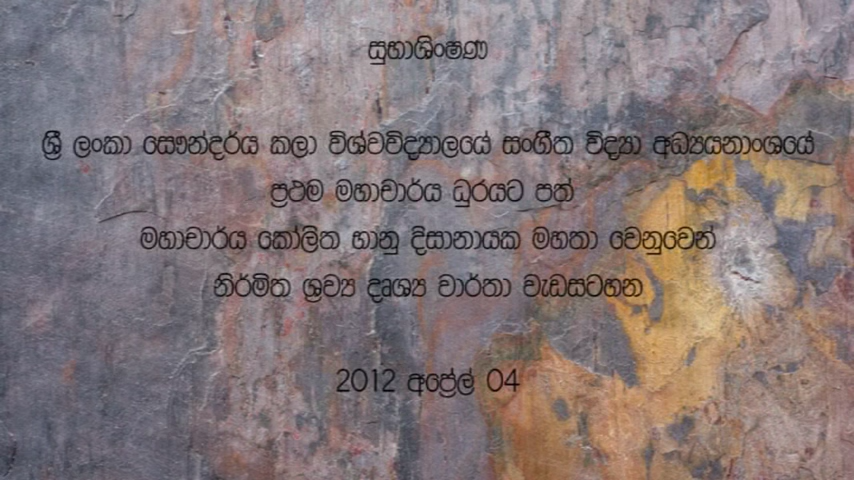 සුභාශිංෂණ
ශ්‍රී ලංකා සෞන්දර්ය කලා විශ්වවිද්‍යාලයේ සංගීත විද්‍යා අධ්‍යයනාංශයේ
ප්‍රථම මහාචාර්ය ධුරයට පත්
මහාචාර්ය කෝලිත භානු දිසානායක මහතා වෙනුවෙන්
නිර්මිත ශ්‍රව්‍ය දෘශ්‍ය වාර්තා වැඩසටහන
2012 අප්‍රේල් 04